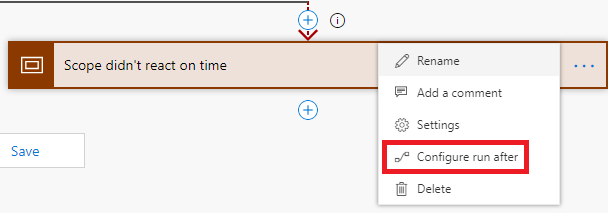 Scope didn't react on time
Rename
Add a comment
Settings
Configure run after
Delete
Save